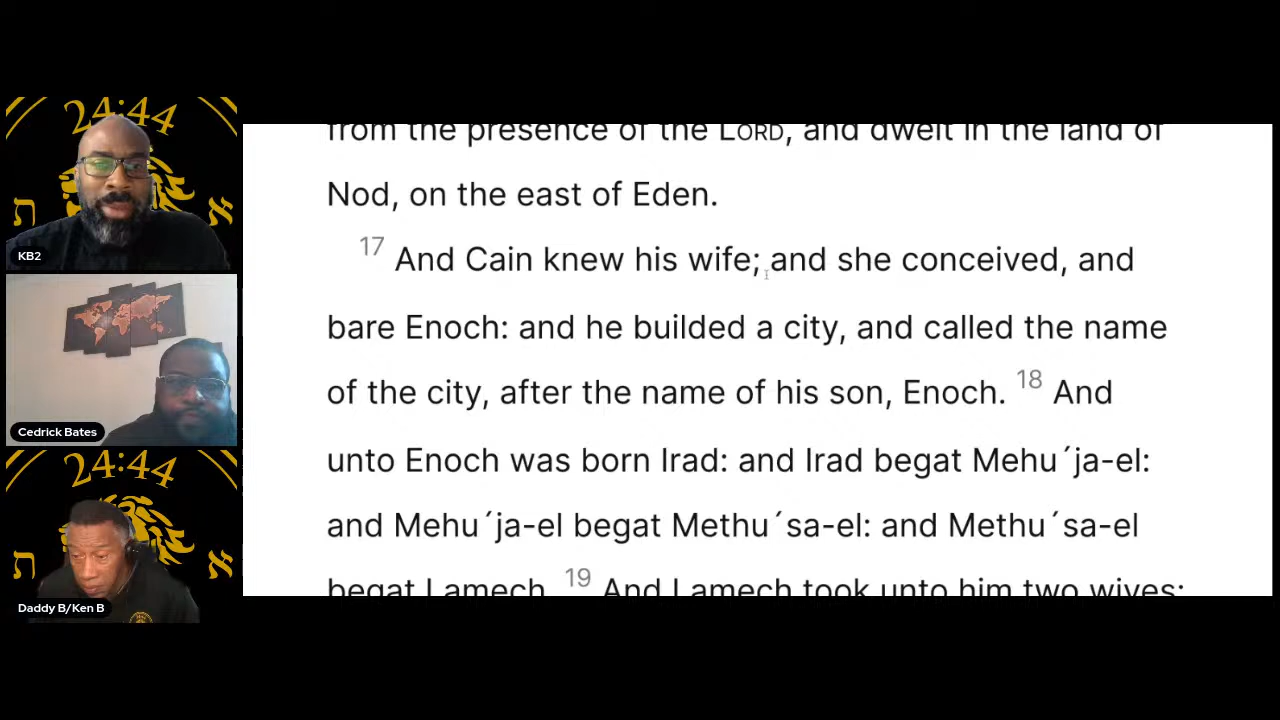 24:44
ת
א
KB2
Cedrick Bates
24:44
ת
א
Daddy B/Ken B
from the presence of the LORD, and dwelt in the land of
Nod, on the east of Eden.
17 And Cain knew his wife; and she conceived, and
bare Enoch: and he builded a city, and called the name
of the city, after the name of his son, Enoch. 18 And
unto Enoch was born Irad: and Irad begat Mehu´ja-el:
and Mehu´ja-el begat Methu´sa-el: and Methu´sa-el
begat Lamech. 19 And Lamech took unto him two wives: